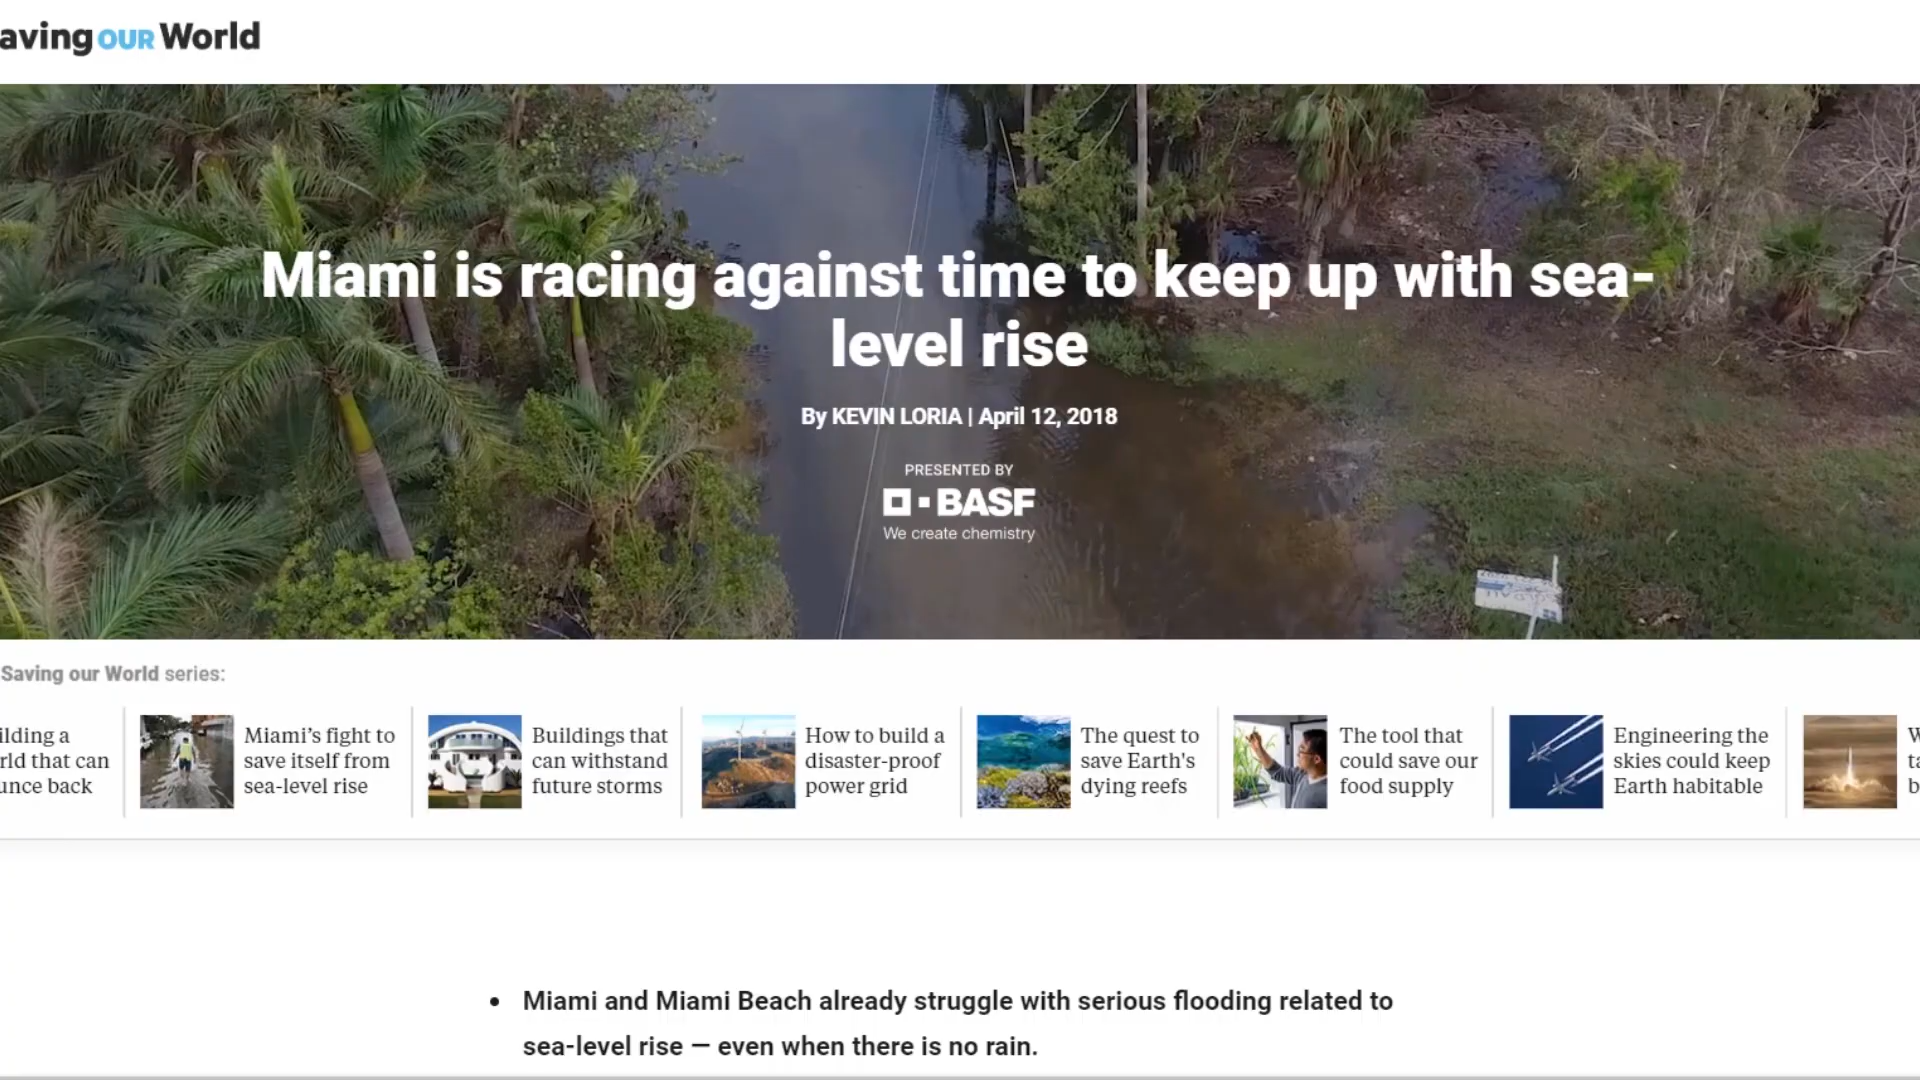 aving OUR World
Miami is racing against time to keep up with sea-
level rise
By KEVIN LORIA | April 12, 2018
PRESENTED BY
BASF
We create chemistry
Saving our World series:
ilding a
rld that can
unce back
Miami's fight to
save itself from
sea-level rise
Buildings that
can withstand
future storms
How to build a
disaster-proof
power grid
The quest to
save Earth's
dying reefs
The tool that
could save our
food supply
Engineering the
skies could keep
Earth habitable
• Miami and Miami Beach already struggle with serious flooding related to
sea-level rise — even when there is no rain.